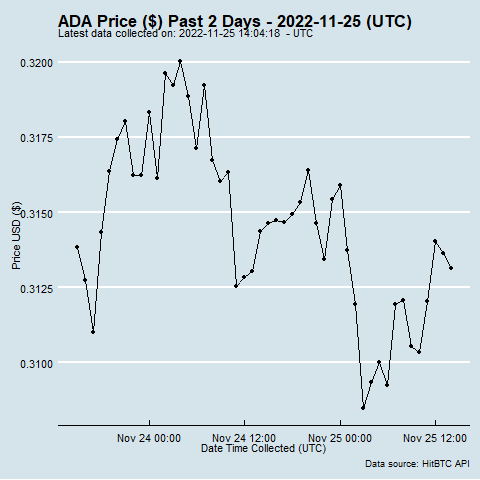 ADA Price ($) Past 2 Days - 2022-11-25 (UTC)
Latest data collected on: 2022-11-25 14:04:18 - UTC
0.3200
0.3175
0.3150
0.3125
0.3100
Price USD ($)
Nov 24 00:00
Nov 24 12:00
Nov 25 00:00
Nov 25 12:00
Date Time Collected (UTC)
Data source: HitBTC API